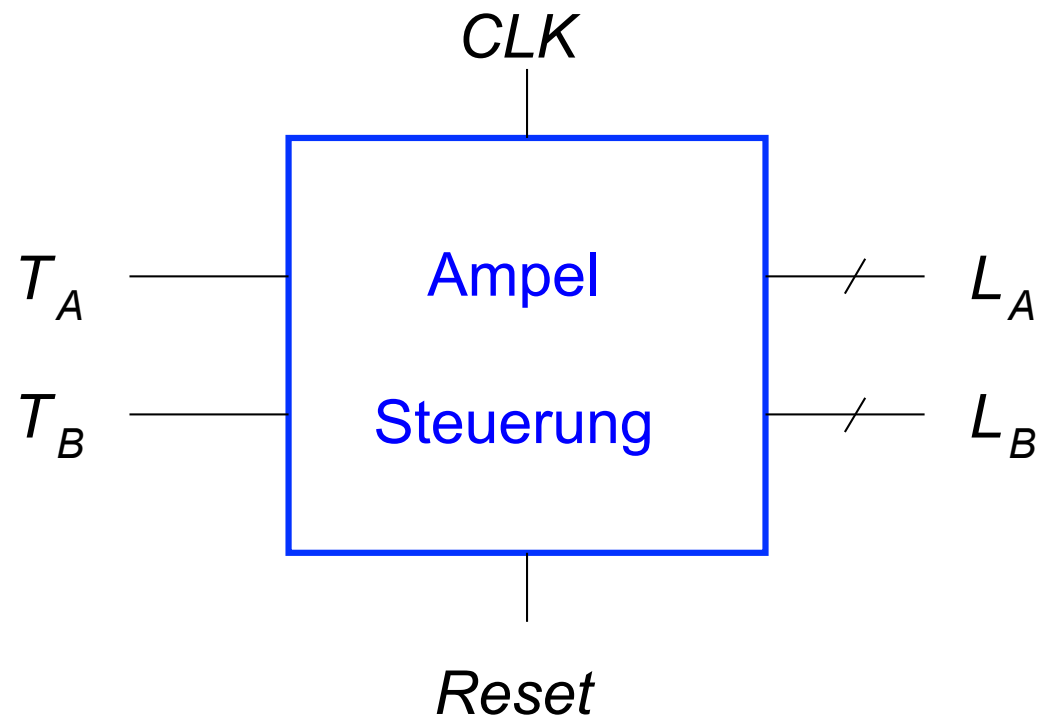 CLK
T_A
Ampel
L_A
T_B
Steuerung
L_B
Reset